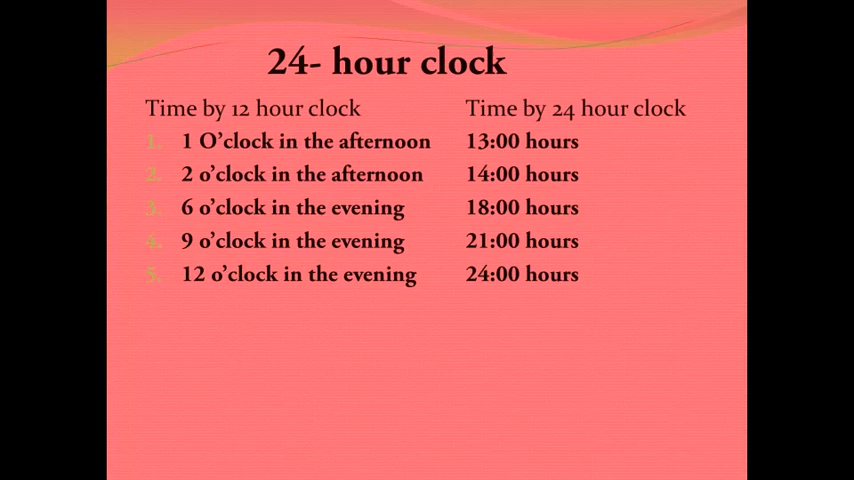 24- hour clock
Time by 12 hour clock Time by 24 hour clock
1. 1 O’clock in the afternoon 13:00 hours
2. 2 o’clock in the afternoon 14:00 hours
3. 6 o’clock in the evening 18:00 hours
4. 9 o’clock in the evening 21:00 hours
5. 12 o’clock in the evening 24:00 hours